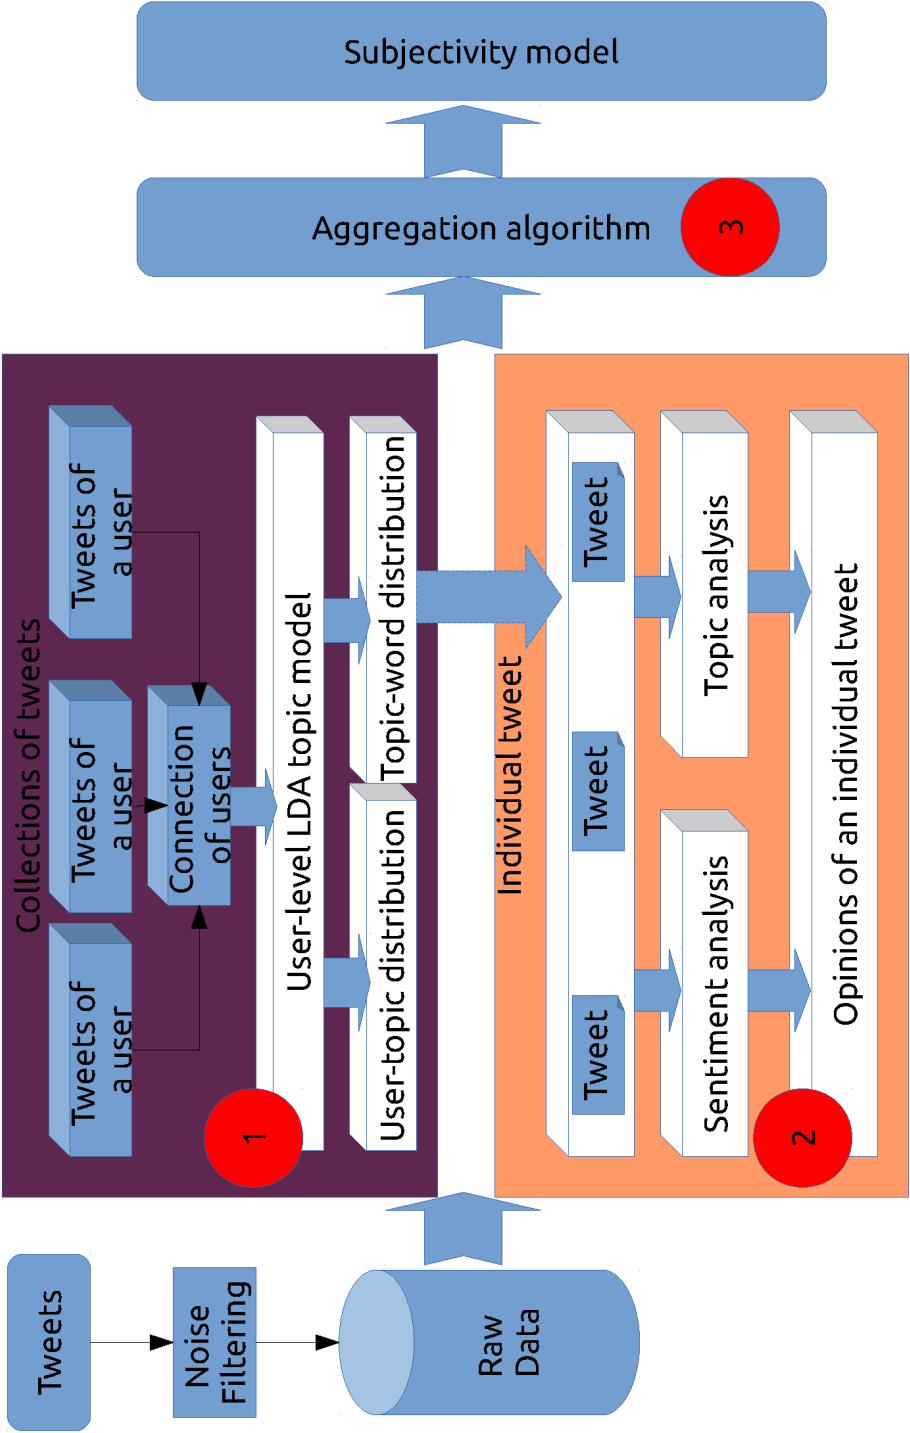 Tweets
Noise
Filtering
Raw
Data
Collections of tweets
Tweets of
a user
Tweets of
a user
Tweets of
a user
Connection
of users
User-level LDA topic model
User-topic distribution
Topic-word distribution
1
Individual tweet
Tweet
Tweet
Tweet
Sentiment analysis
Topic analysis
Opinions of an individual tweet
2
Aggregation algorithm
3
Subjectivity model